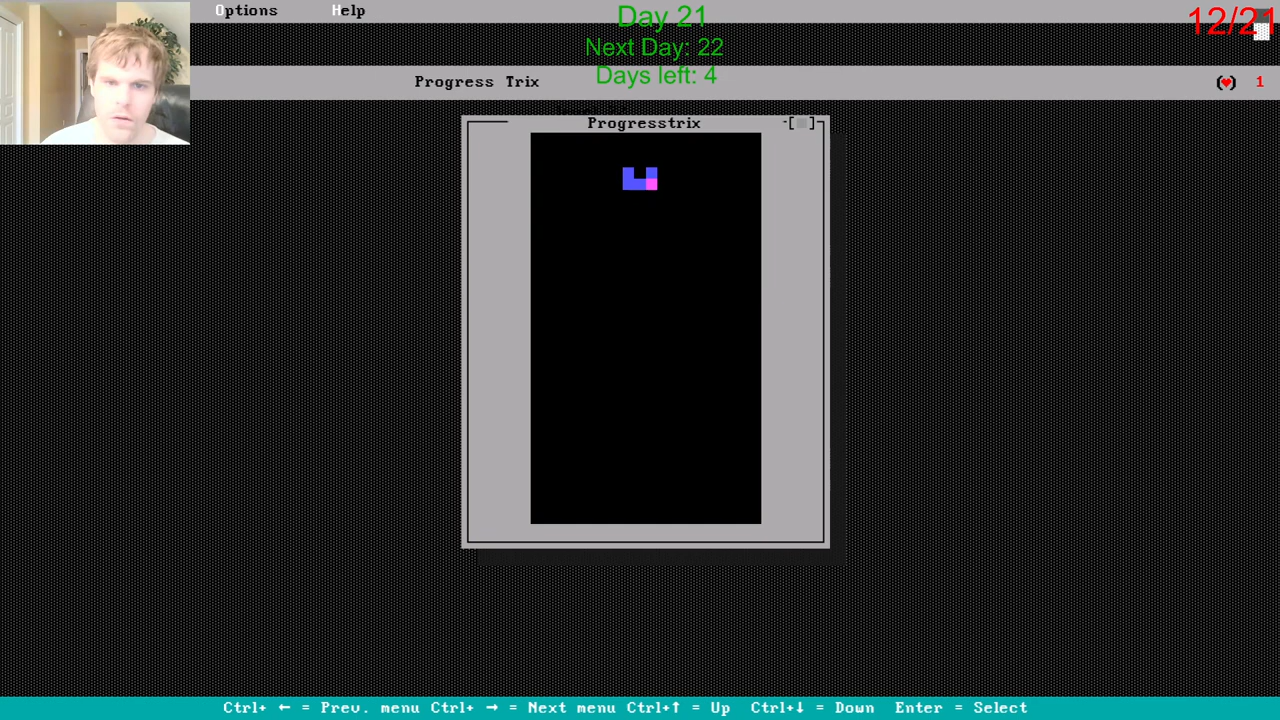 Options Help
Day 21
12/21
Next Day: 22
Days left: 4
Progress Trix
(♥) 1
Progresstrix
Ctrl+ ← = Prev. menu Ctrl+ → = Next menu Ctrl+↑ = Up Ctrl+↓ = Down Enter = Select